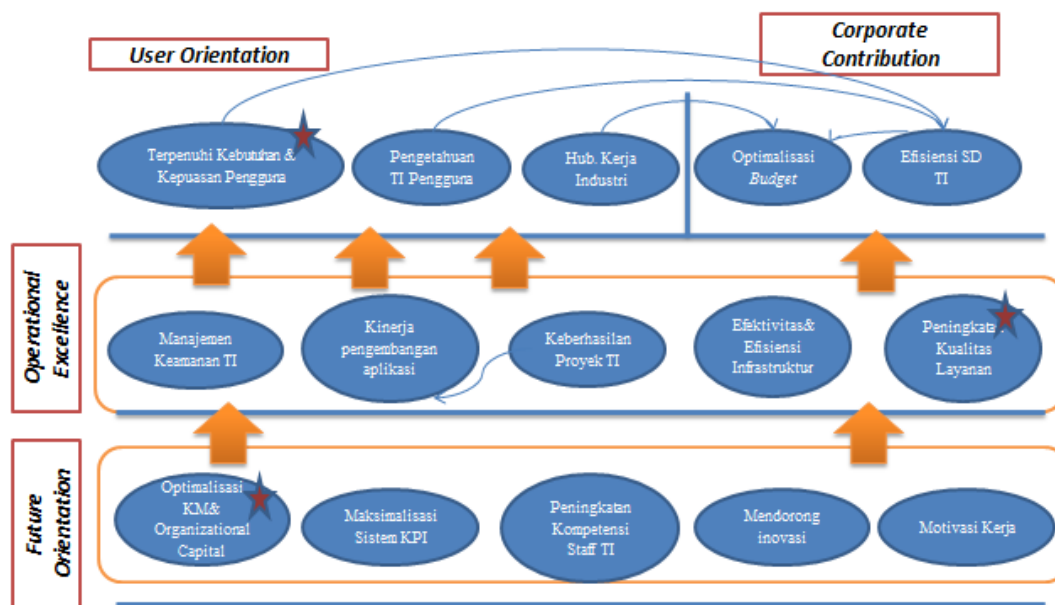 User Orientation
Corporate
Contribution
Terpenuhi Kebutuhan &
Kepuasan Pengguna
Pengetahuan
TI Pengguna
Hub. Kerja
Industri
Optimalisasi
Budget
Efisiensi SD
TI
Operational
Excellence
Manajemen
Keamanan TI
Kinerja
pengembangan
aplikasi
Keberhasilan
Proyek TI
Efektivitas&
Efisiensi
Infrastruktur
Peningkatan
Kualitas
Layanan
Future
Orientation
Optimalisasi
KM&
Organizational
Capital
Maksimalisasi
Sistem KPI
Peningkatan
Kompetensi
Staff TI
Mendorong
inovasi
Motivasi Kerja